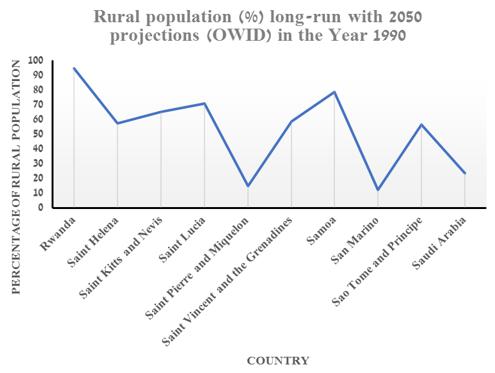 Rural population (%) long-run with 2050
projections (OWID) in the Year 1990
PERCENTAGE OF RURAL POPULATION
100
90
80
70
60
50
40
30
20
10
0
Rwanda
Saint Helena
Saint Kitts and Nevis
Saint Lucia
Saint Pierre and Miquelon
Saint Vincent and the Grenadines
Samoa
San Marino
Sao Tome and Principe
Saudi Arabia
COUNTRY